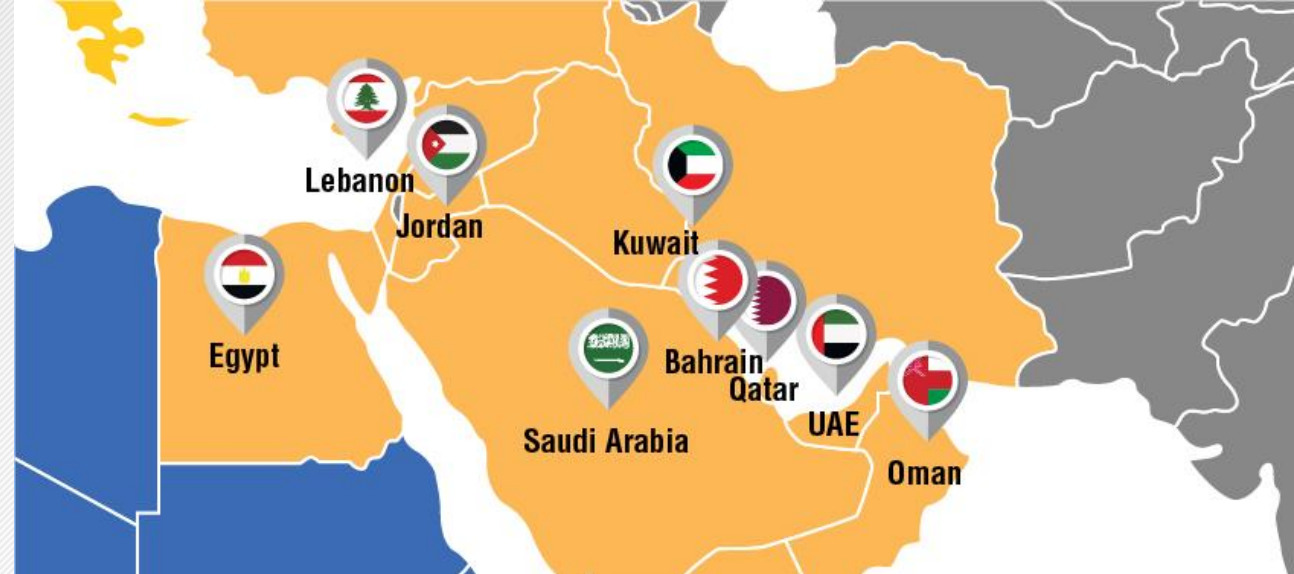 Lebanon
Jordan
Kuwait
Egypt
Bahrain
Qatar
UAE
Saudi Arabia
Oman